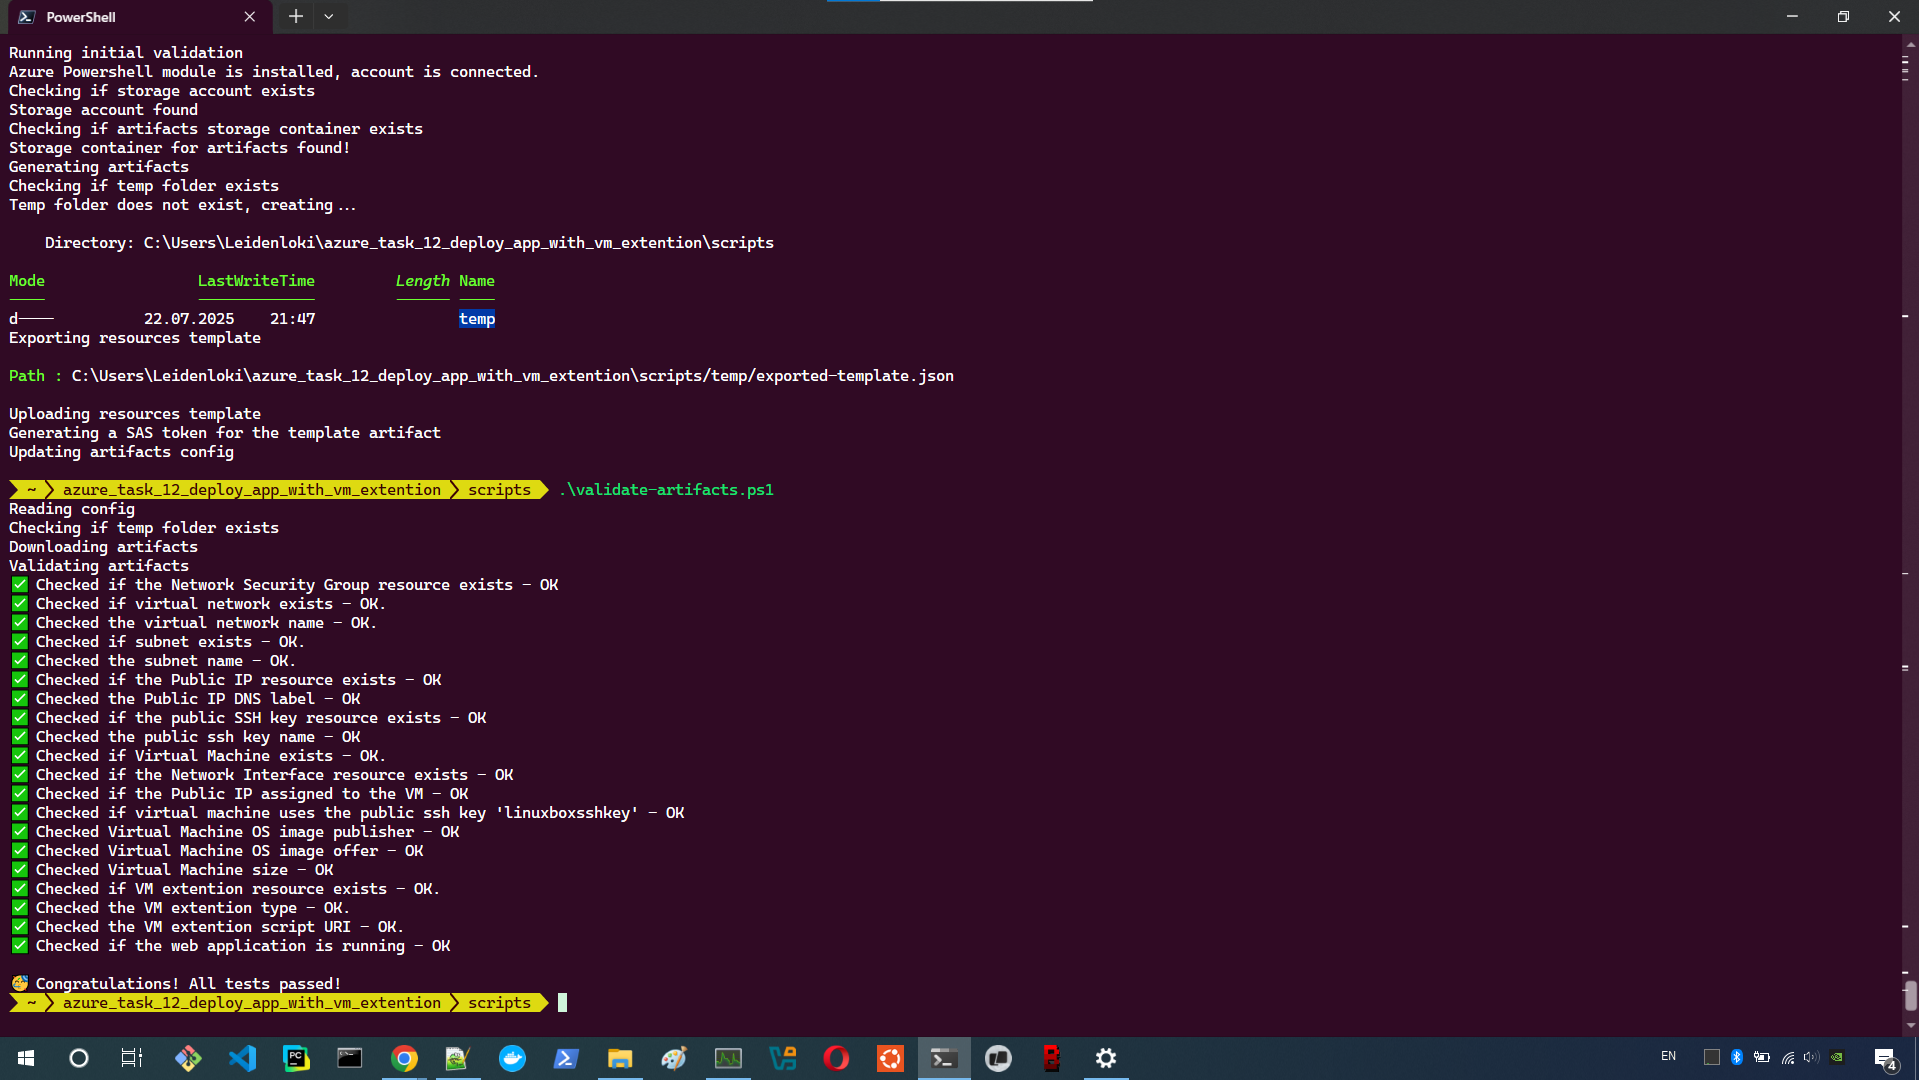 PowerShell
Running initial validation
Azure Powershell module is installed, account is connected.
Checking if storage account exists
Storage account found
Checking if artifacts storage container exists
Storage container for artifacts found!
Generating artifacts
Checking if temp folder exists
Temp folder does not exist, creating...
Directory: C:\Users\Leidenloki\azure_task_12_deploy_app_with_vm_extention\scripts
Mode LastWriteTime Length Name
---- ------------- ------ ----
d---- 22.07.2025 21:47 temp
Exporting resources template
Path : C:\Users\Leidenloki\azure_task_12_deploy_app_with_vm_extention\scripts/temp/exported-template.json
Uploading resources template
Generating a SAS token for the template artifact
Updating artifacts config
~ azure_task_12_deploy_app_with_vm_extention scripts .\validate-artifacts.ps1
Reading config
Checking if temp folder exists
Downloading artifacts
Validating artifacts
✅ Checked if the Network Security Group resource exists - OK
✅ Checked if virtual network exists - OK.
✅ Checked the virtual network name - OK.
✅ Checked if subnet exists - OK.
✅ Checked the subnet name - OK.
✅ Checked if the Public IP resource exists - OK
✅ Checked the Public IP DNS label - OK
✅ Checked if the public SSH key resource exists - OK
✅ Checked the public ssh key name - OK
✅ Checked if Virtual Machine exists - OK.
✅ Checked if the Network Interface resource exists - OK
✅ Checked if the Public IP assigned to the VM - OK
✅ Checked if virtual machine uses the public ssh key 'linuxboxsshkey' - OK
✅ Checked Virtual Machine OS image publisher - OK
✅ Checked Virtual Machine OS image offer - OK
✅ Checked Virtual Machine size - OK
✅ Checked if VM extention resource exists - OK.
✅ Checked the VM extention type - OK.
✅ Checked the VM extention script URI - OK.
✅ Checked if the web application is running - OK
🥳 Congratulations! All tests passed!
~ azure_task_12_deploy_app_with_vm_extention scripts
PC
EN
4